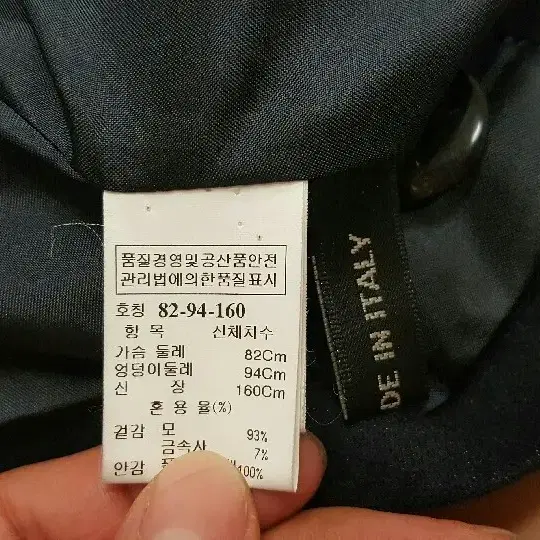 품질경영및공산품안전
관리법에의한품질표시
호칭 82-94-160
항 목 신체치수
가슴 둘레 82Cm
엉덩이둘레 94Cm
신 장 160Cm
혼 용 율(%)
겉감 모 93%
금속사 7%
안감 100%
DE IN ITALY